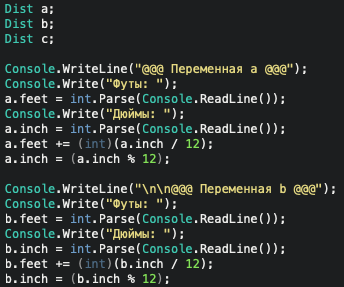 Dist a;
Dist b;
Dist c;
Console.WriteLine("@@@ Переменная a @@@");
Console.Write("Футы: ");
a.feet = int.Parse(Console.ReadLine());
Console.Write("Дюймы: ");
a.inch = int.Parse(Console.ReadLine());
a.feet += (int)(a.inch / 12);
a.inch = (a.inch % 12);
Console.WriteLine("\n\n@@@ Переменная b @@@");
Console.Write("Футы: ");
b.feet = int.Parse(Console.ReadLine());
Console.Write("Дюймы: ");
b.inch = int.Parse(Console.ReadLine());
b.feet += (int)(b.inch / 12);
b.inch = (b.inch % 12);